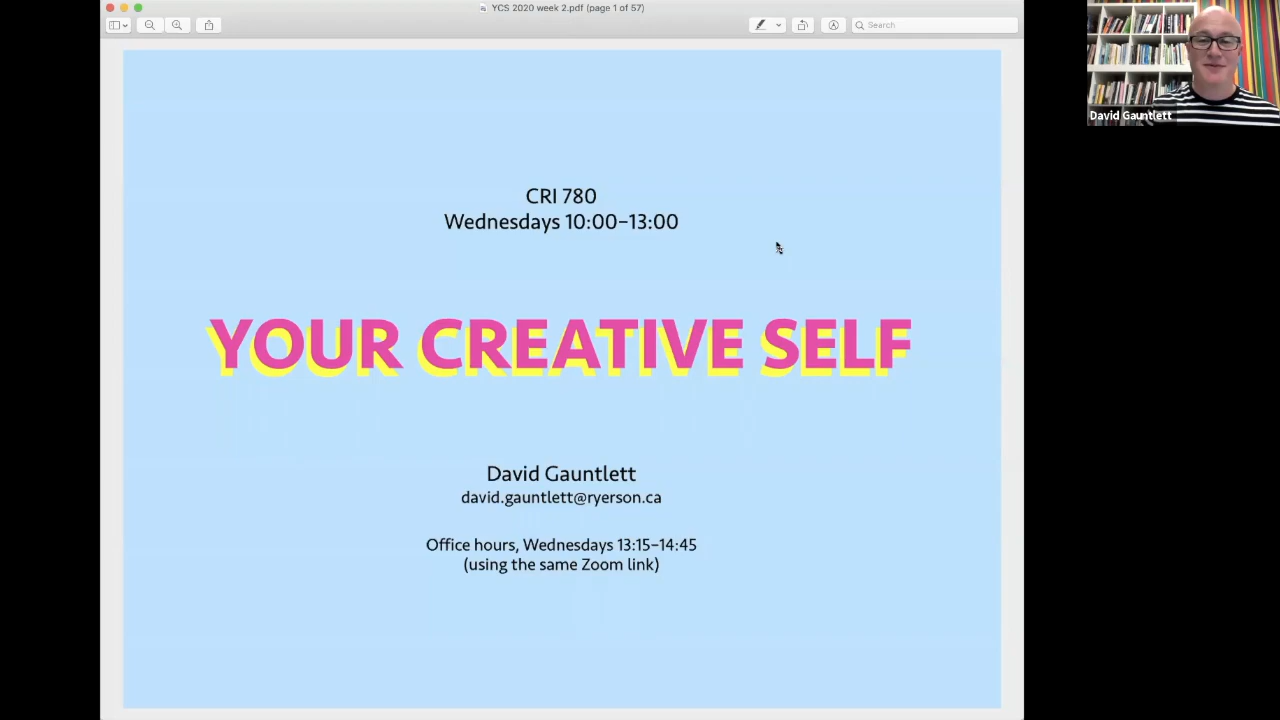 YCS 2020 week 2.pdf (page 1 of 57)
Search
CRI 780
Wednesdays 10:00–13:00
YOUR CREATIVE SELF
David Gauntlett
david.gauntlett@ryerson.ca
Office hours, Wednesdays 13:15–14:45
(using the same Zoom link)
David Gauntlett